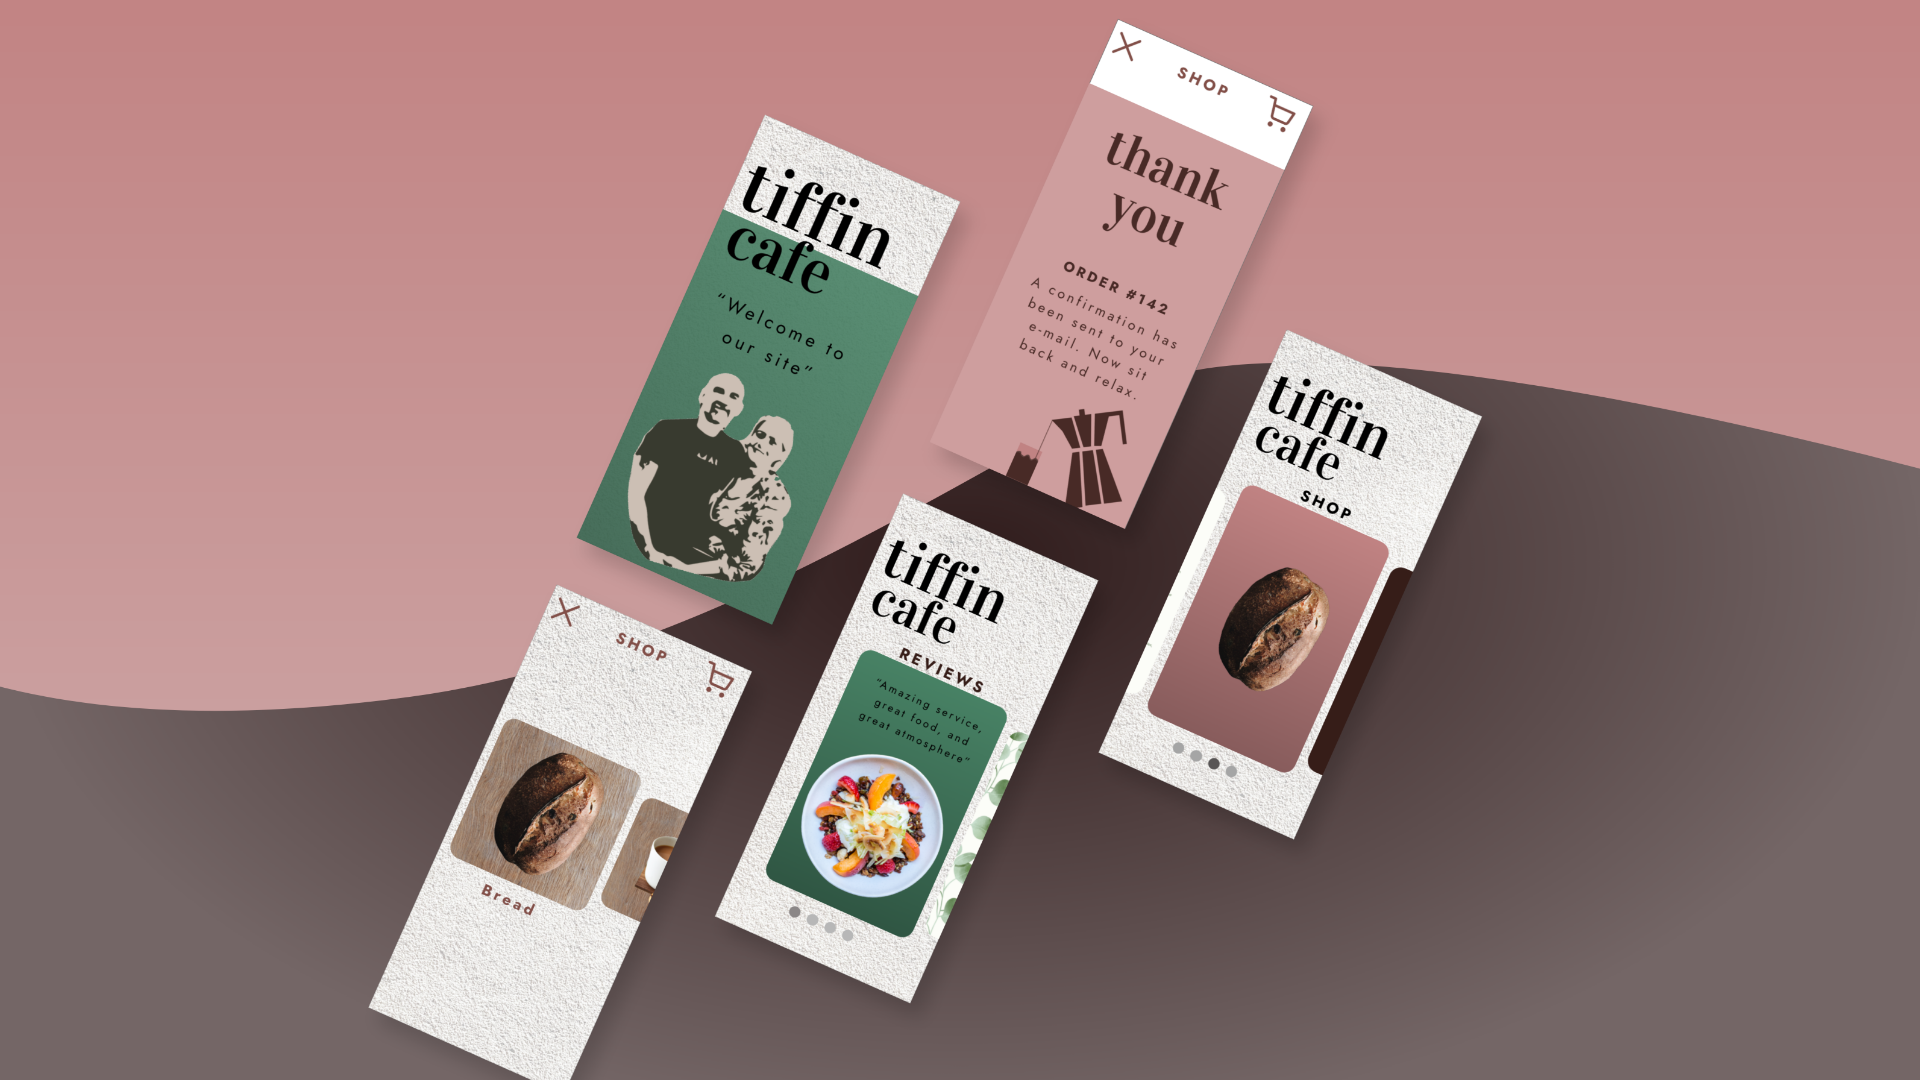 tiffin
cafe
“Welcome to
our site”
SHOP
thank
you
ORDER #142
A confirmation has
been sent to your
e-mail. Now sit
back and relax.
tiffin
cafe
SHOP
tiffin
cafe
REVIEWS
“Amazing service,
great food, and
great atmosphere”
SHOP
Bread